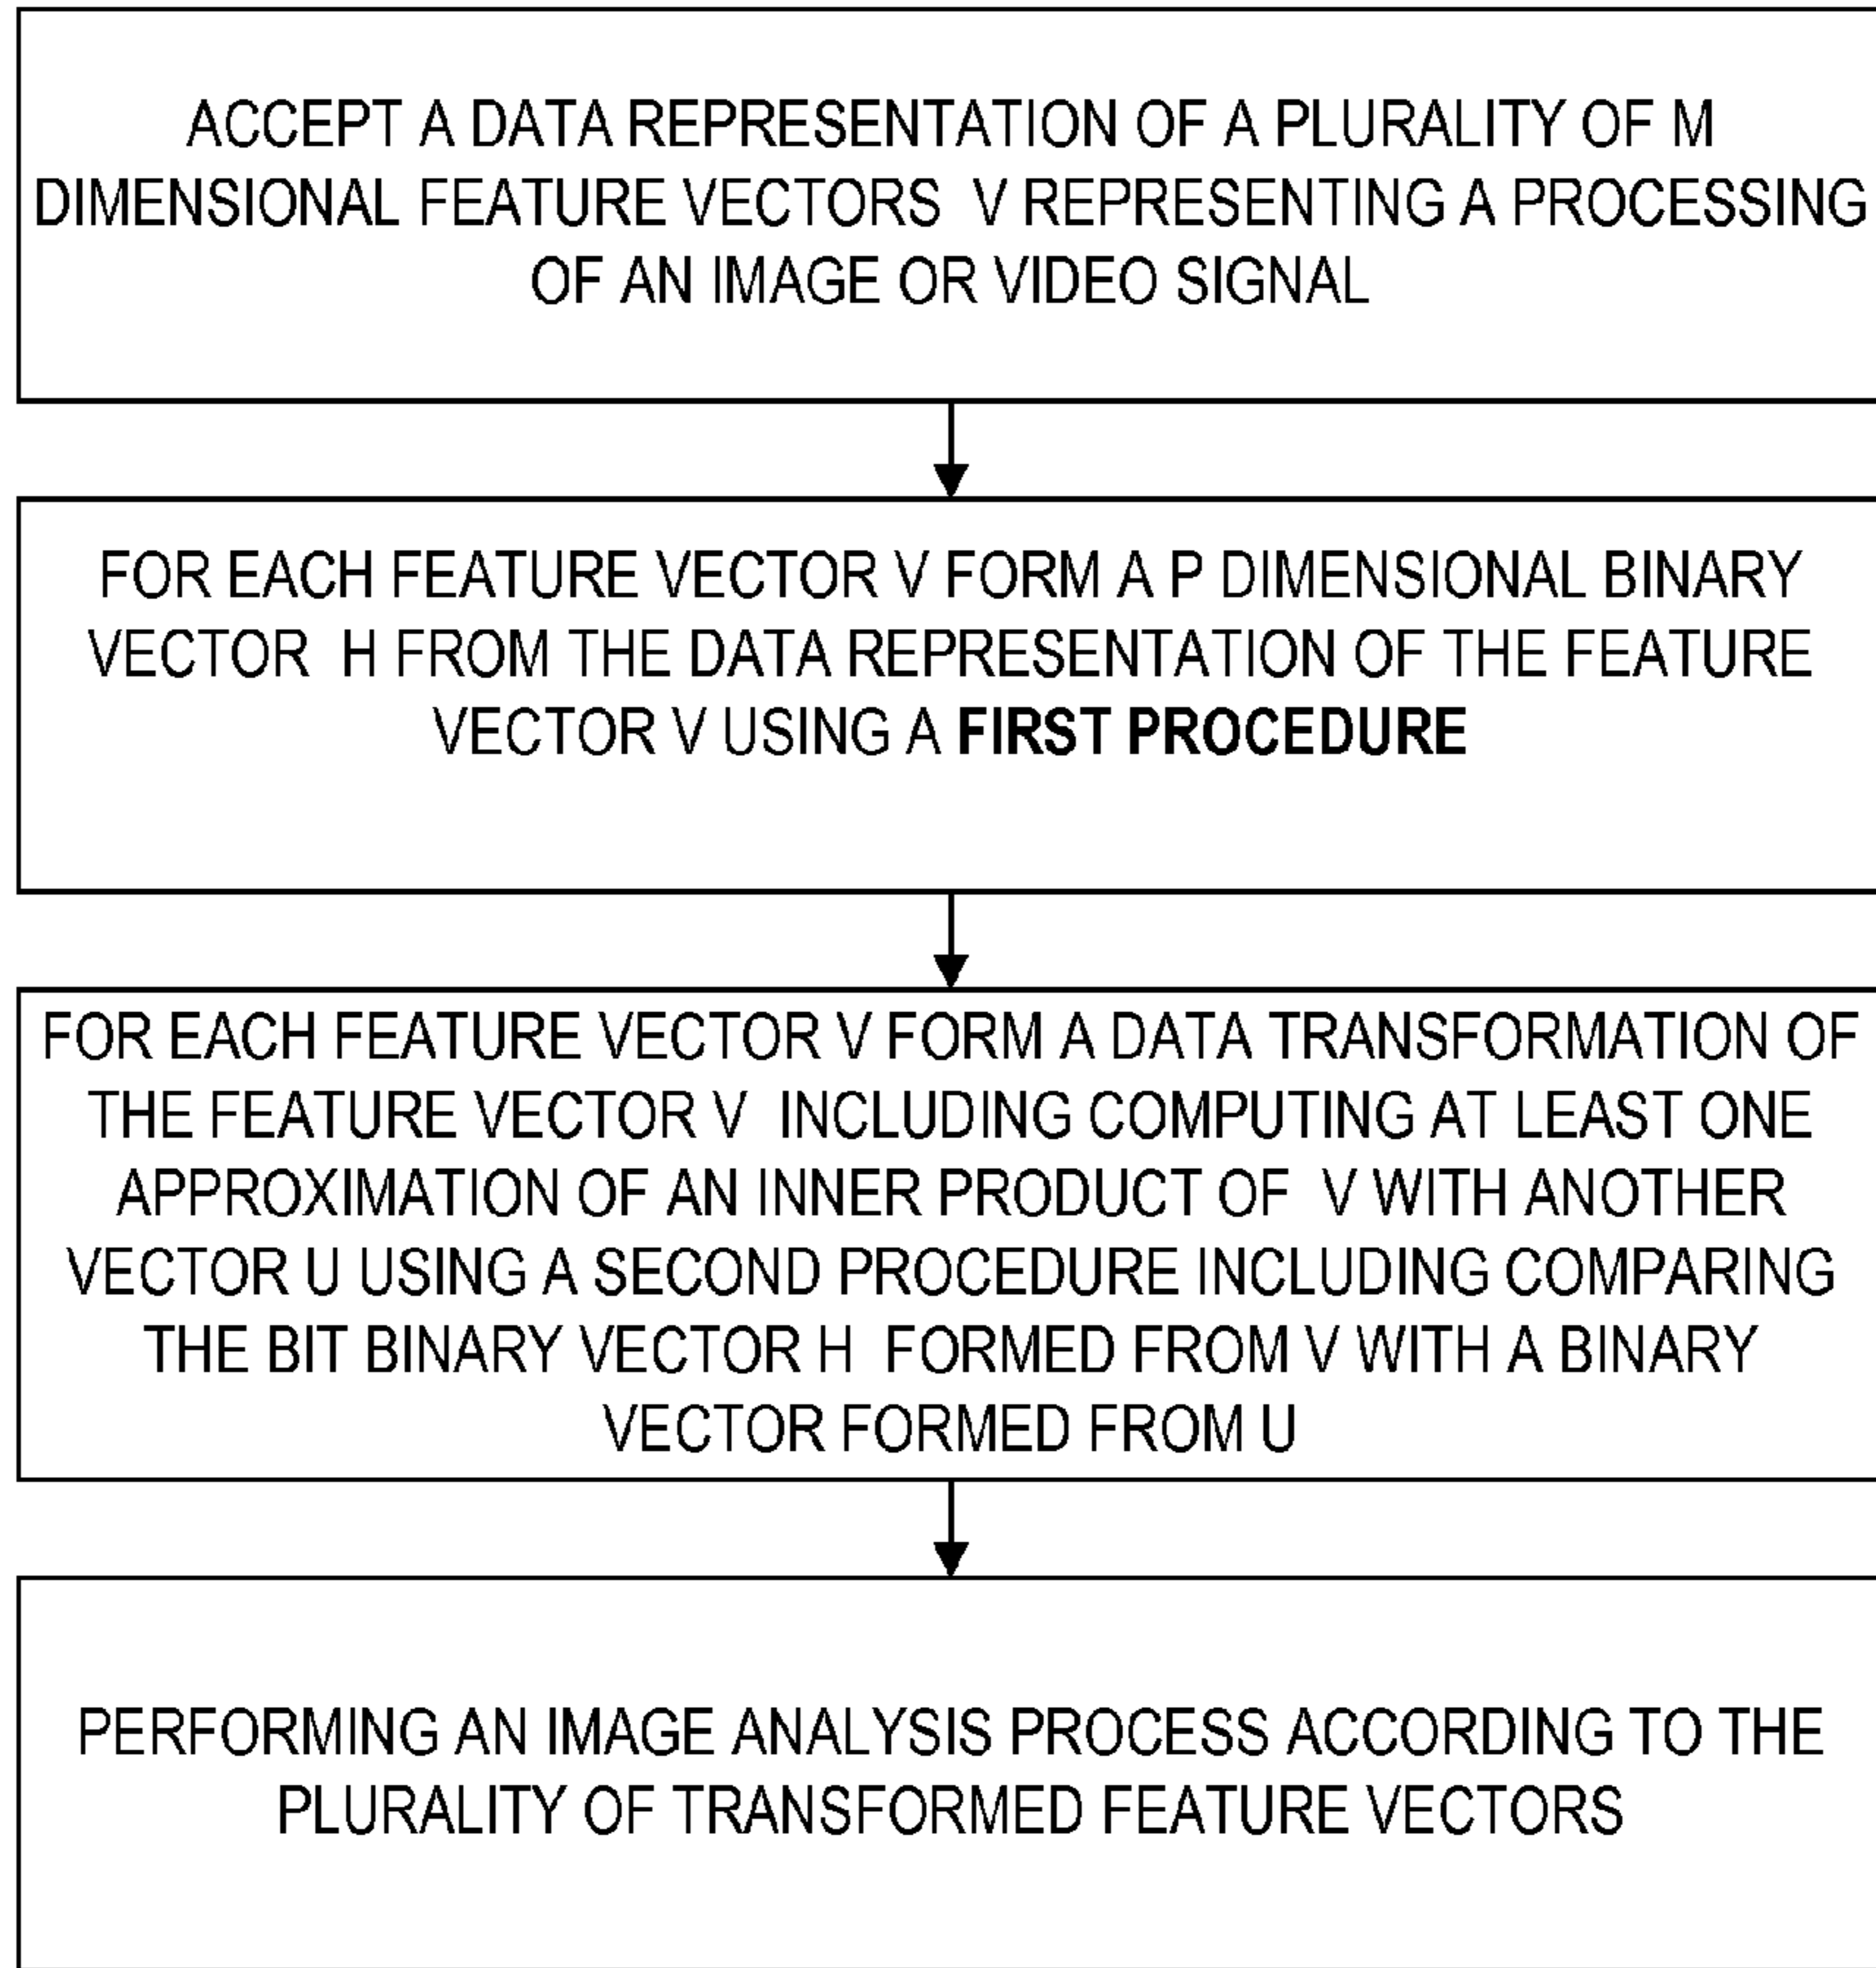 ACCEPT A DATA REPRESENTATION OF A PLURALITY OF M
DIMENSIONAL FEATURE VECTORS V REPRESENTING A PROCESSING
OF AN IMAGE OR VIDEO SIGNAL
FOR EACH FEATURE VECTOR V FORM A P DIMENSIONAL BINARY
VECTOR H FROM THE DATA REPRESENTATION OF THE FEATURE
VECTOR V USING A FIRST PROCEDURE
FOR EACH FEATURE VECTOR V FORM A DATA TRANSFORMATION OF
THE FEATURE VECTOR V INCLUDING COMPUTING AT LEAST ONE
APPROXIMATION OF AN INNER PRODUCT OF V WITH ANOTHER
VECTOR U USING A SECOND PROCEDURE INCLUDING COMPARING
THE BIT BINARY VECTOR H FORMED FROM V WITH A BINARY
VECTOR FORMED FROM U
PERFORMING AN IMAGE ANALYSIS PROCESS ACCORDING TO THE
PLURALITY OF TRANSFORMED FEATURE VECTORS